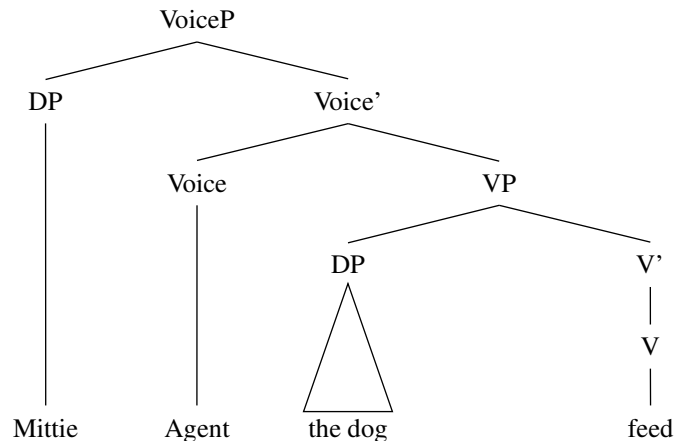 VoiceP
DP Voice’
Voice VP
DP V’
V
Mittie Agent the dog feed